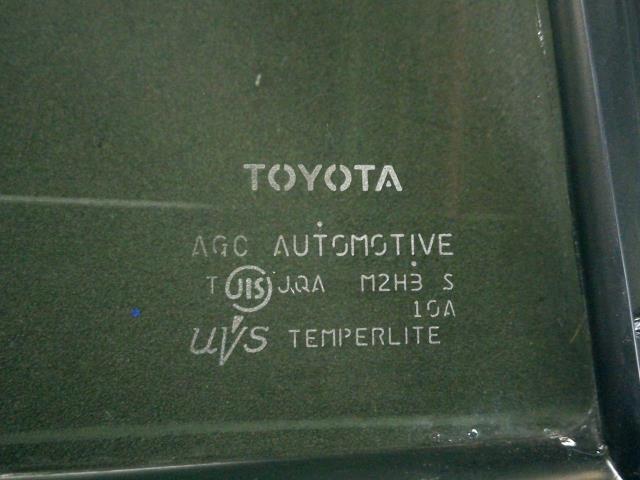 TOYOTA
AGC AUTOMOTIVE
T JIS JQA M2H3 S
10A
UVS TEMPERLITE